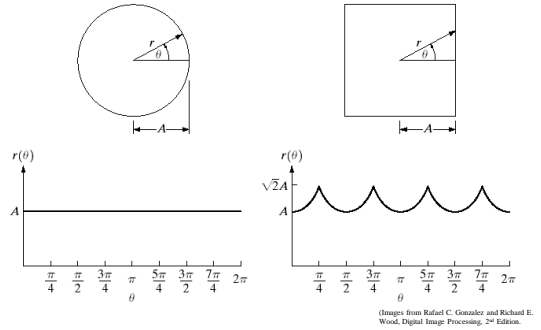 r
θ
A
r
θ
A
r(θ)
A
π/4 π/2 3π/4 π 5π/4 3π/2 7π/4 2π
θ
r(θ)
√2A
A
π/4 π/2 3π/4 π 5π/4 3π/2 7π/4 2π
θ
(Images from Rafael C. Gonzalez and Richard E.
Wood, Digital Image Processing, 2nd Edition.